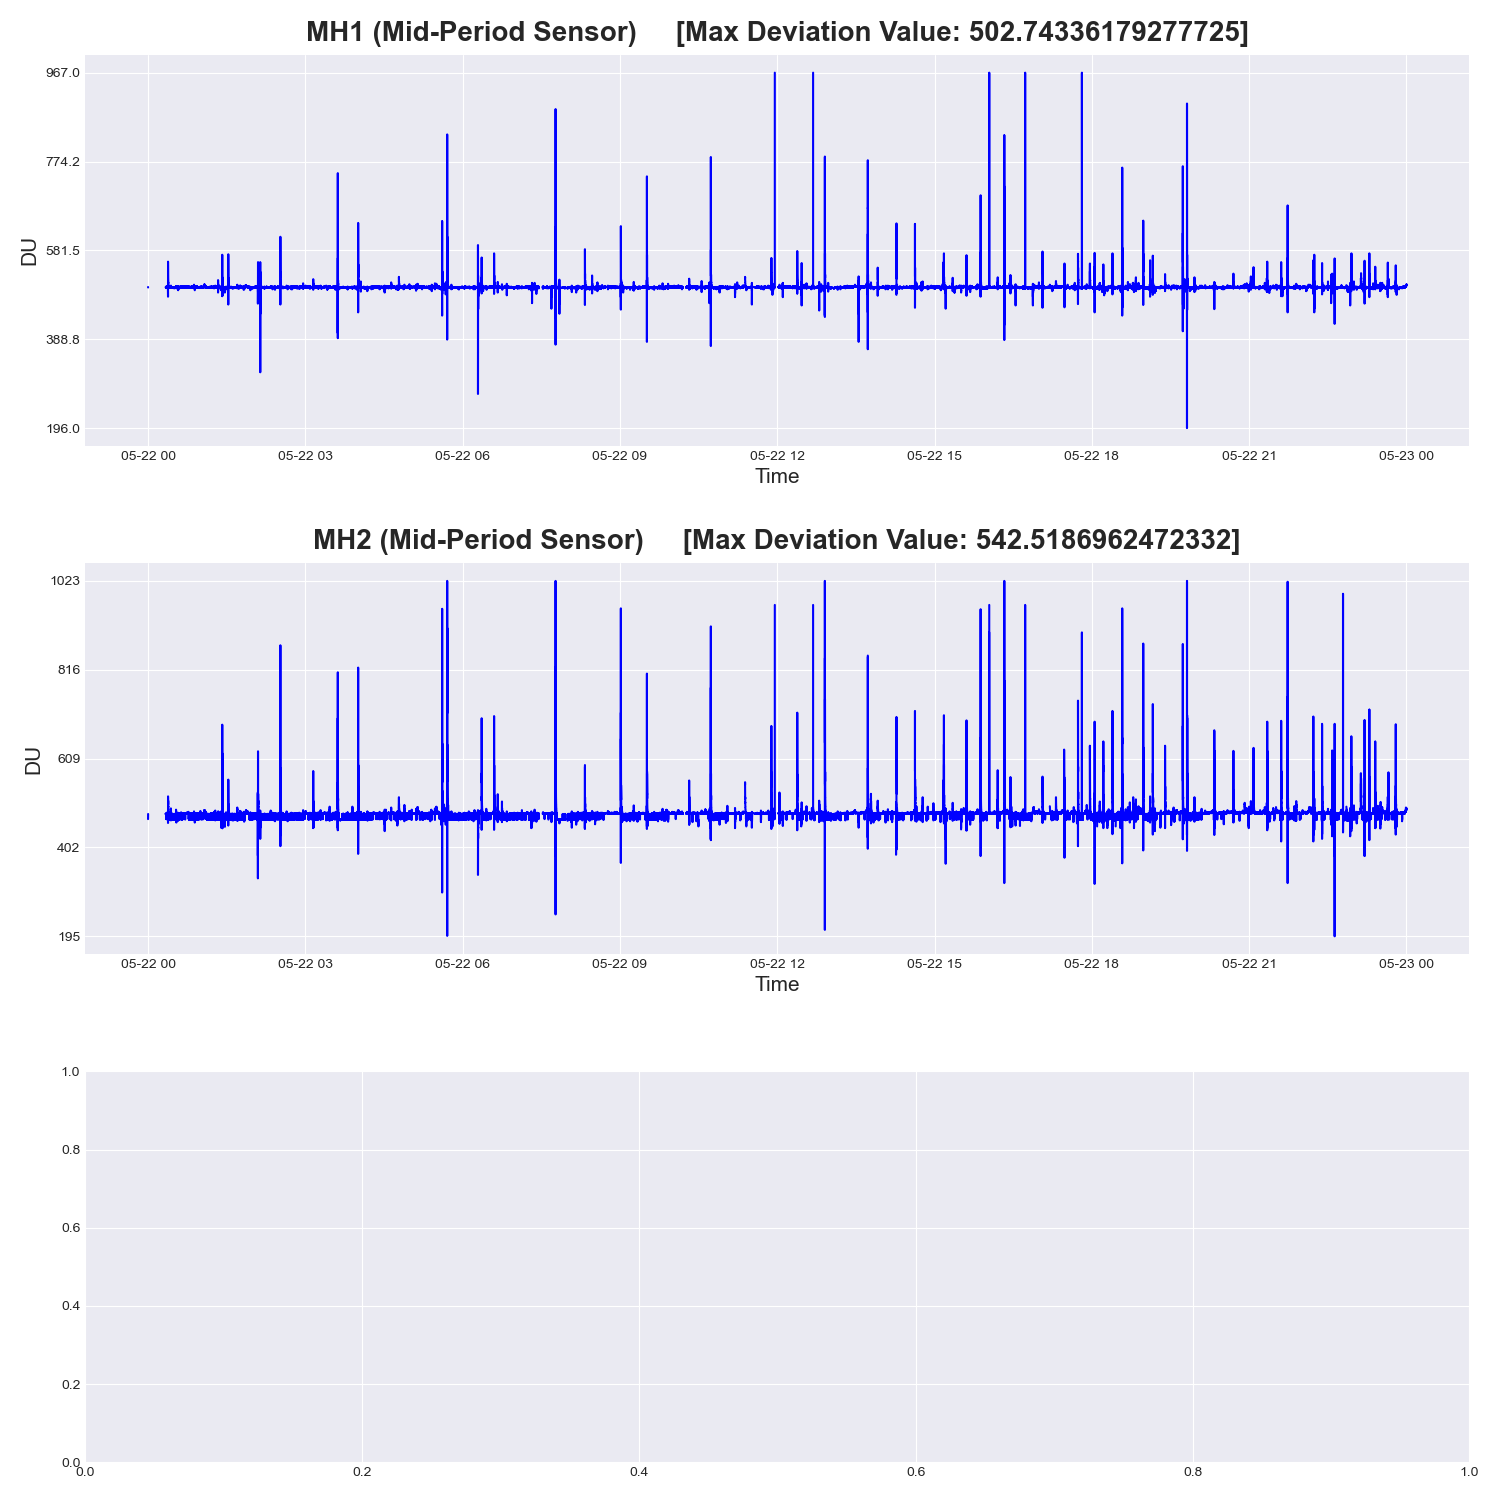 MH1 (Mid-Period Sensor) [Max Deviation Value: 502.74336179277725]
967.0
774.2
581.5
388.8
196.0
DU
05-22 00 05-22 03 05-22 06 05-22 09 05-22 12 05-22 15 05-22 18 05-22 21 05-23 00
Time
MH2 (Mid-Period Sensor) [Max Deviation Value: 542.5186962472332]
1023
816
609
402
195
DU
05-22 00 05-22 03 05-22 06 05-22 09 05-22 12 05-22 15 05-22 18 05-22 21 05-23 00
Time
1.0
0.8
0.6
0.4
0.2
0.0
0.0 0.2 0.4 0.6 0.8 1.0